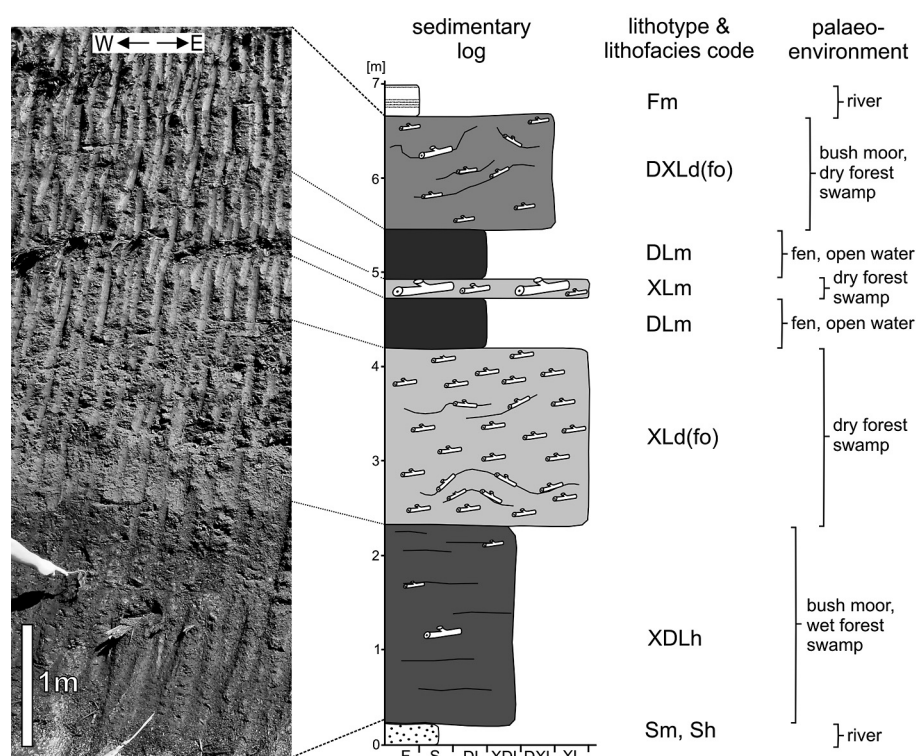 W E
sedimentary
log
lithotype &
lithofacies code
palaeo-
environment
[m]
7
Fm
river
6
DXLd(fo)
bush moor,
dry forest
swamp
DLm
fen, open water
5
XLm
dry forest
swamp
DLm
fen, open water
4
XLd(fo)
dry forest
swamp
3
2
XDLh
bush moor,
wet forest
swamp
1
1m
Sm, Sh
river
0
F S DL XDL DXL XL